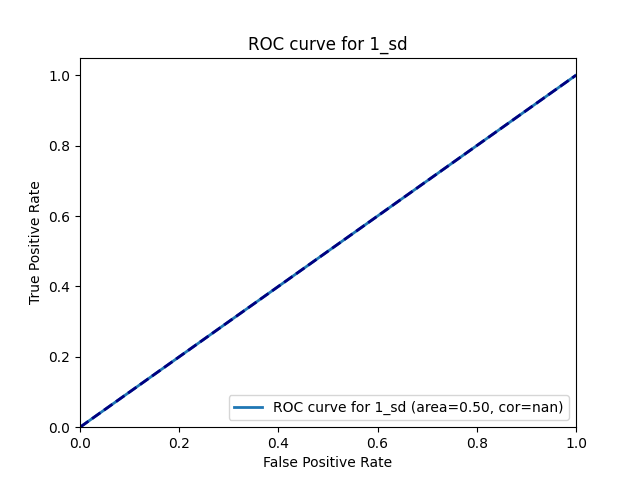 ROC curve for 1_sd
1.0
0.8
0.6
0.4
0.2
0.0
True Positive Rate
ROC curve for 1_sd (area=0.50, cor=nan)
0.0 0.2 0.4 0.6 0.8 1.0
False Positive Rate